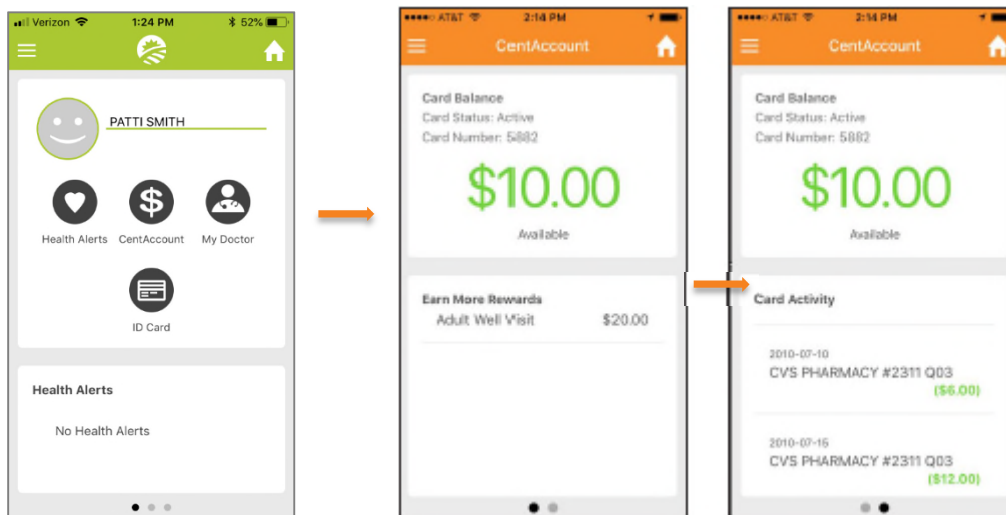 Verizon 1:24 PM 52%
PATTI SMITH
Health Alerts CentAccount My Doctor
ID Card
Health Alerts
No Health Alerts
AT&T 2:14 PM
CentAccount
Card Balance
Card Status: Active
Card Number: 5882
$10.00
Available
Earn More Rewards
Adult Well Visit $20.00
AT&T 2:14 PM
CentAccount
Card Balance
Card Status: Active
Card Number: 5882
$10.00
Available
Card Activity
2010-07-10
CVS PHARMACY #2311 Q03
($6.00)
2010-07-15
CVS PHARMACY #2311 Q03
($12.00)